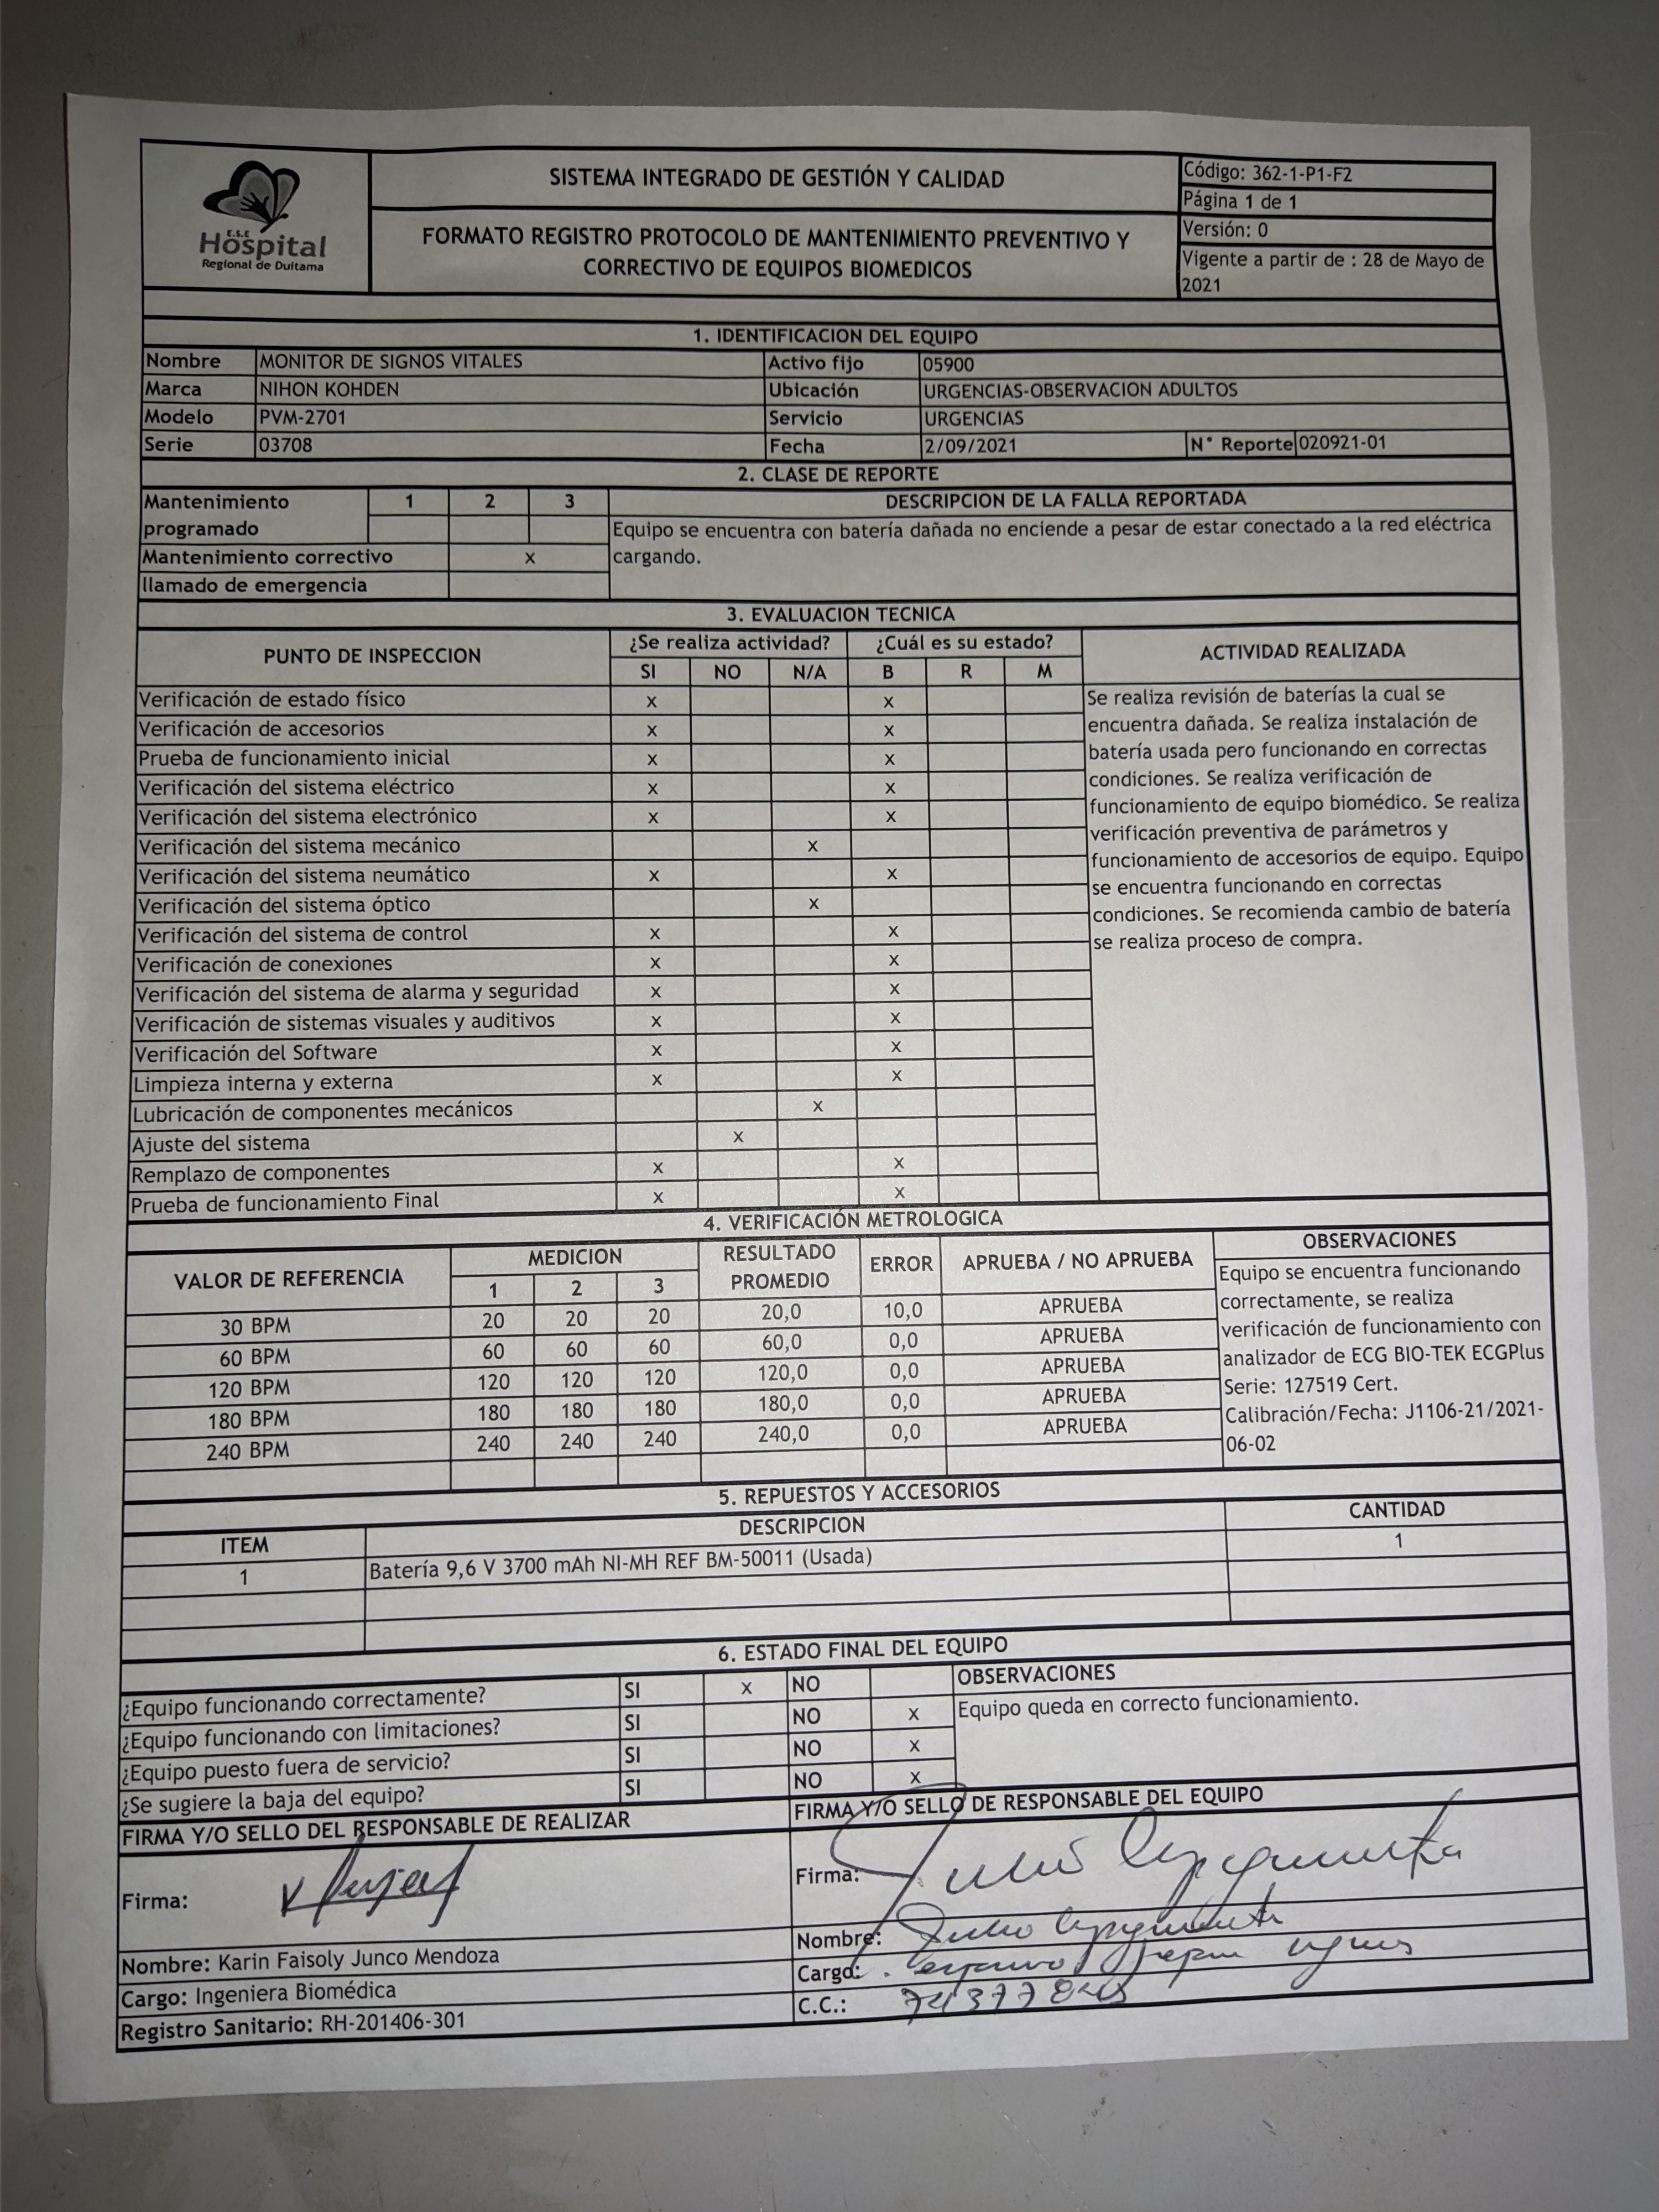 E.S.E
Hospital
Regional de Duitama
SISTEMA INTEGRADO DE GESTIÓN Y CALIDAD
FORMATO REGISTRO PROTOCOLO DE MANTENIMIENTO PREVENTIVO Y
CORRECTIVO DE EQUIPOS BIOMEDICOS
Código: 362-1-P1-F2
Página 1 de 1
Versión: 0
Vigente a partir de : 28 de Mayo de
2021
1. IDENTIFICACION DEL EQUIPO
Nombre MONITOR DE SIGNOS VITALES Activo fijo 05900
Marca NIHON KOHDEN Ubicación URGENCIAS-OBSERVACION ADULTOS
Modelo PVM-2701 Servicio URGENCIAS
Serie 03708 Fecha 2/09/2021 N° Reporte 020921-01
2. CLASE DE REPORTE
Mantenimiento programado 1 2 3
Mantenimiento correctivo x
llamado de emergencia
DESCRIPCION DE LA FALLA REPORTADA
Equipo se encuentra con batería dañada no enciende a pesar de estar conectado a la red eléctrica
cargando.
3. EVALUACION TECNICA
PUNTO DE INSPECCION ¿Se realiza actividad? ¿Cuál es su estado? ACTIVIDAD REALIZADA
SI NO N/A B R M
Verificación de estado físico x x
Verificación de accesorios x x
Prueba de funcionamiento inicial x x
Verificación del sistema eléctrico x x
Verificación del sistema electrónico x x
Verificación del sistema mecánico x
Verificación del sistema neumático x x
Verificación del sistema óptico x
Verificación del sistema de control x x
Verificación de conexiones x x
Verificación del sistema de alarma y seguridad x x
Verificación de sistemas visuales y auditivos x x
Verificación del Software x x
Limpieza interna y externa x x
Lubricación de componentes mecánicos x
Ajuste del sistema x
Remplazo de componentes x x
Prueba de funcionamiento Final x x
Se realiza revisión de baterías la cual se
encuentra dañada. Se realiza instalación de
batería usada pero funcionando en correctas
condiciones. Se realiza verificación de
funcionamiento de equipo biomédico. Se realiza
verificación preventiva de parámetros y
funcionamiento de accesorios de equipo. Equipo
se encuentra funcionando en correctas
condiciones. Se recomienda cambio de batería
se realiza proceso de compra.
4. VERIFICACIÓN METROLOGICA
VALOR DE REFERENCIA MEDICION RESULTADO PROMEDIO ERROR APRUEBA / NO APRUEBA OBSERVACIONES
1 2 3
30 BPM 20 20 20 20,0 10,0 APRUEBA
60 BPM 60 60 60 60,0 0,0 APRUEBA
120 BPM 120 120 120 120,0 0,0 APRUEBA
180 BPM 180 180 180 180,0 0,0 APRUEBA
240 BPM 240 240 240 240,0 0,0 APRUEBA
Equipo se encuentra funcionando
correctamente, se realiza
verificación de funcionamiento con
analizador de ECG BIO-TEK ECGPlus
Serie: 127519 Cert.
Calibración/Fecha: J1106-21/2021-
06-02
5. REPUESTOS Y ACCESORIOS
ITEM DESCRIPCION CANTIDAD
1 Batería 9,6 V 3700 mAh NI-MH REF BM-50011 (Usada) 1
6. ESTADO FINAL DEL EQUIPO
¿Equipo funcionando correctamente? SI x NO
¿Equipo funcionando con limitaciones? SI NO x
¿Equipo puesto fuera de servicio? SI NO x
¿Se sugiere la baja del equipo? SI NO x
OBSERVACIONES
Equipo queda en correcto funcionamiento.
FIRMA Y/O SELLO DEL RESPONSABLE DE REALIZAR
Firma:
Nombre: Karin Faisoly Junco Mendoza
Cargo: Ingeniera Biomédica
Registro Sanitario: RH-201406-301
FIRMA Y/O SELLO DE RESPONSABLE DEL EQUIPO
Firma: Julio
Nombre: Julio
Cargo:
C.C.: